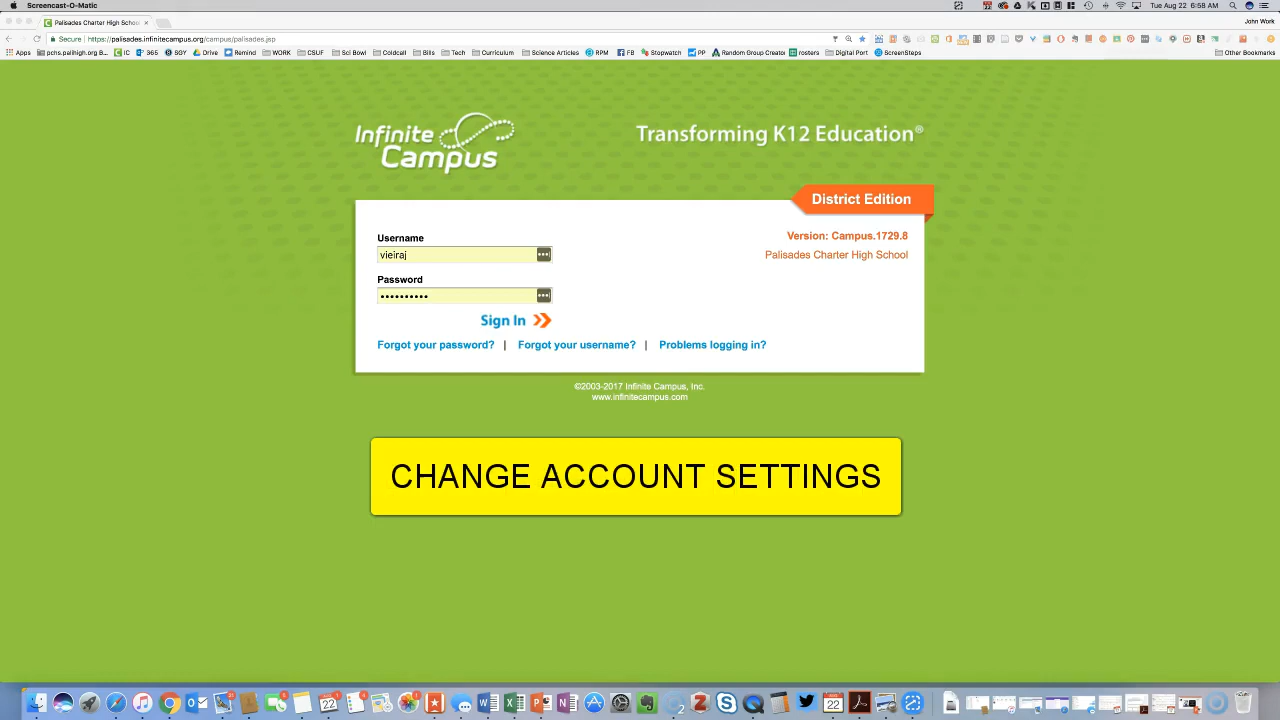 Screencast-O-Matic
Tue Aug 22 6:58 AM
Palisades Charter High School
John Work
Secure
https://palisades.infinitecampus.org/campus/palisades.jsp
Apps
pchs.palihigh.org B...
IC
365
SGY
Drive
Remind
WORK
CSUF
Sci Bowl
Coldcall
Bills
Tech
Curriculum
Science Articles
RPM
FB
Stopwatch
PP
Random Group Creator
rosters
Digital Port
ScreenSteps
Other Bookmarks
Infinite Campus
Transforming K12 Education®
District Edition
Username
Version: Campus.1729.8
vieiraj
Palisades Charter High School
Password
Sign In
Forgot your password? | Forgot your username? | Problems logging in?
©2003-2017 Infinite Campus, Inc.
www.infinitecampus.com
CHANGE ACCOUNT SETTINGS